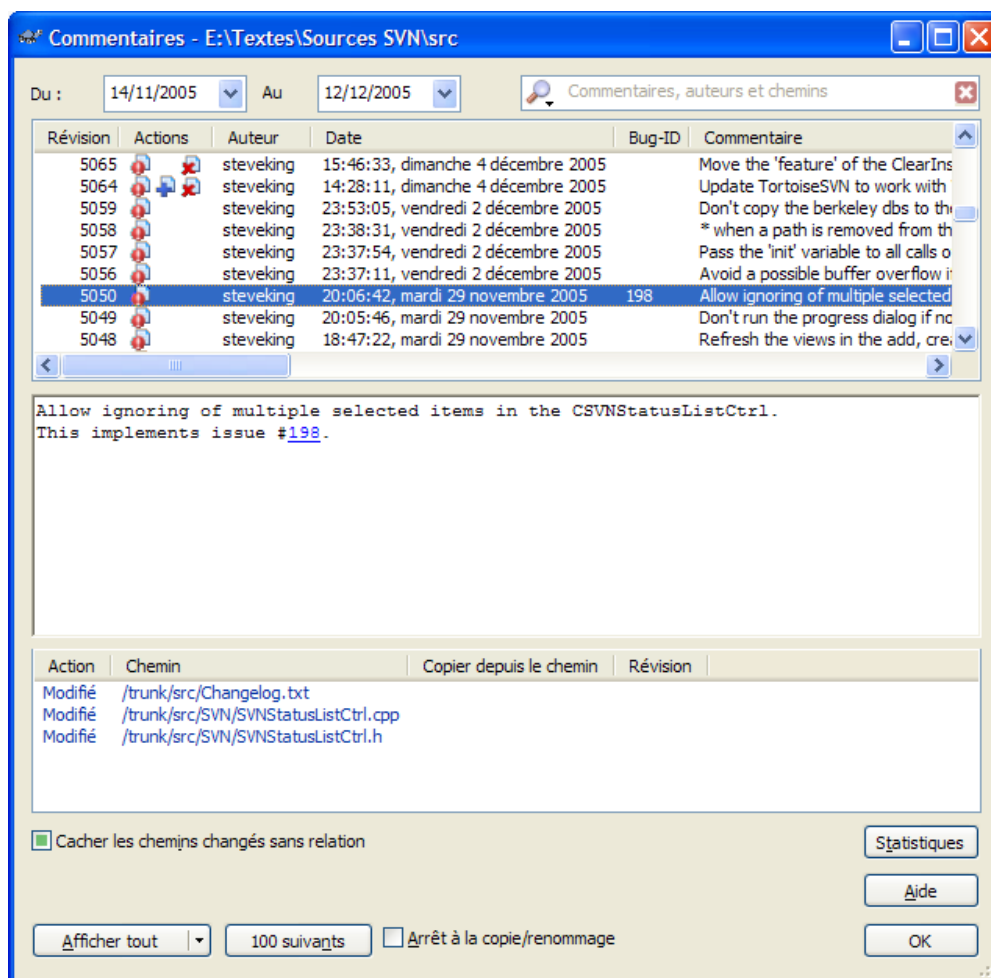 Commentaires - E:\Textes\Sources SVN\src
Du : 14/11/2005 Au 12/12/2005 Commentaires, auteurs et chemins
Révision Actions Auteur Date Bug-ID Commentaire
5065 steveking 15:46:33, dimanche 4 décembre 2005 Move the 'feature' of the ClearIns
5064 steveking 14:28:11, dimanche 4 décembre 2005 Update TortoiseSVN to work with
5059 steveking 23:53:05, vendredi 2 décembre 2005 Don't copy the berkeley dbs to the
5058 steveking 23:38:31, vendredi 2 décembre 2005 * when a path is removed from th
5057 steveking 23:37:54, vendredi 2 décembre 2005 Pass the 'init' variable to all calls o
5056 steveking 23:37:11, vendredi 2 décembre 2005 Avoid a possible buffer overflow i
5050 steveking 20:06:42, mardi 29 novembre 2005 198 Allow ignoring of multiple selected
5049 steveking 20:05:46, mardi 29 novembre 2005 Don't run the progress dialog if no
5048 steveking 18:47:22, mardi 29 novembre 2005 Refresh the views in the add, crea
Allow ignoring of multiple selected items in the CSVNStatusListCtrl.
This implements issue #198.
Action Chemin Copier depuis le chemin Révision
Modifié /trunk/src/Changelog.txt
Modifié /trunk/src/SVN/SVNStatusListCtrl.cpp
Modifié /trunk/src/SVN/SVNStatusListCtrl.h
Cacher les chemins changés sans relation Statistiques
Aide
Afficher tout 100 suivants Arrêt à la copie/renommage OK